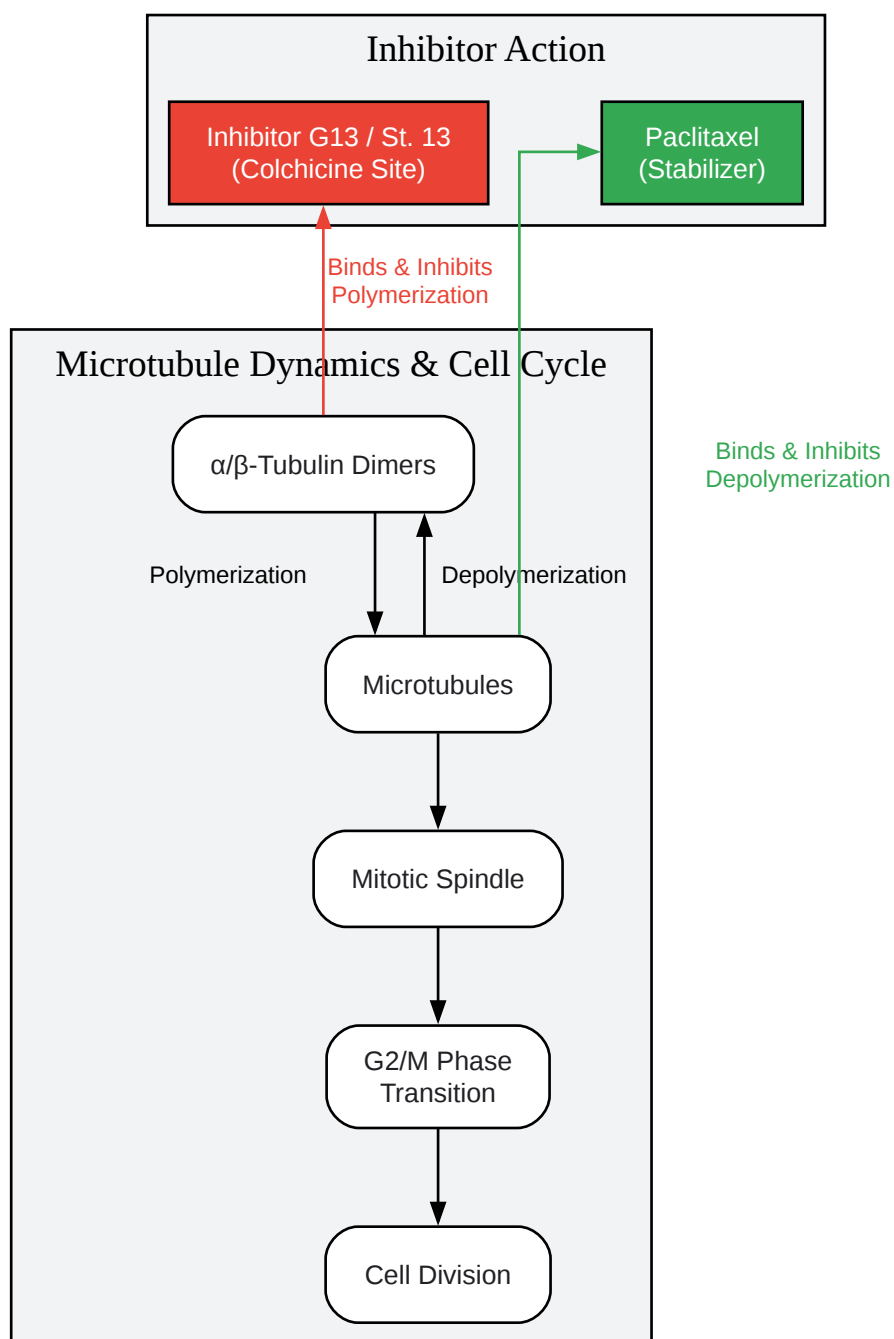 Inhibitor Action
Inhibitor G13 / St. 13
(Colchicine Site)
Paclitaxel
(Stabilizer)
Binds & Inhibits
Polymerization
Microtubule Dynamics & Cell Cycle
α/β-Tubulin Dimers
Binds & Inhibits
Depolymerization
Polymerization
Depolymerization
Microtubules
Mitotic Spindle
G2/M Phase
Transition
Cell Division